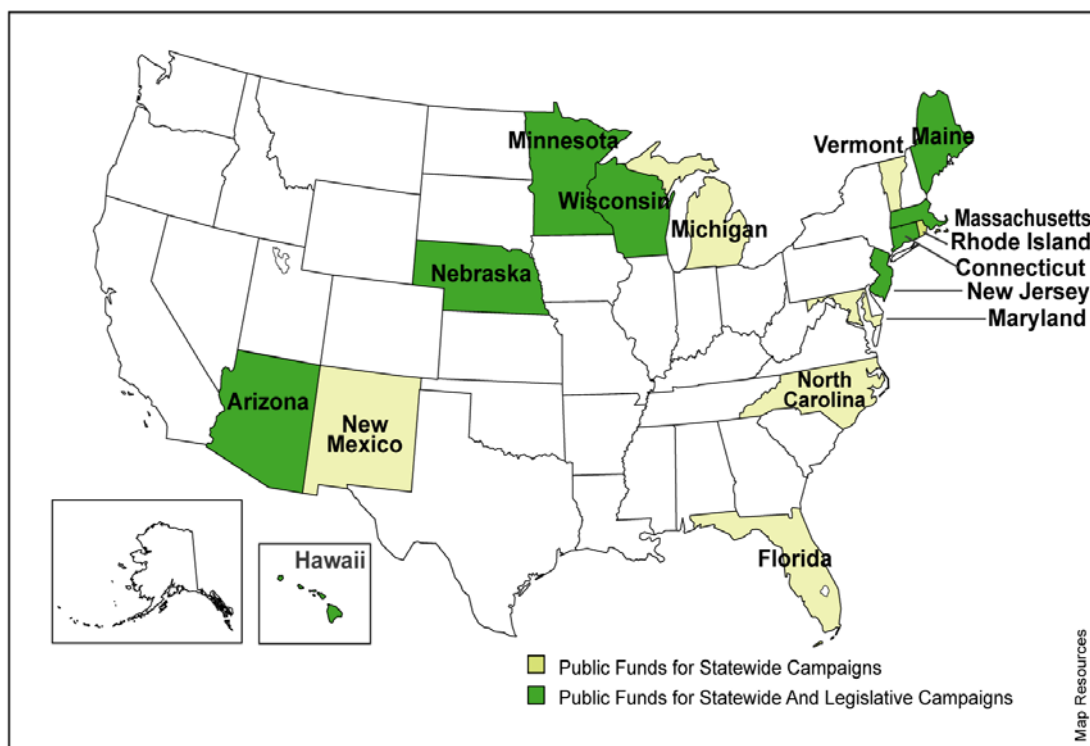 Minnesota
Vermont
Maine
Wisconsin
Michigan
Massachusetts
Rhode Island
Connecticut
Nebraska
New Jersey
Maryland
Arizona
New
Mexico
North
Carolina
Florida
Hawaii
Public Funds for Statewide Campaigns
Public Funds for Statewide And Legislative Campaigns
Map Resources